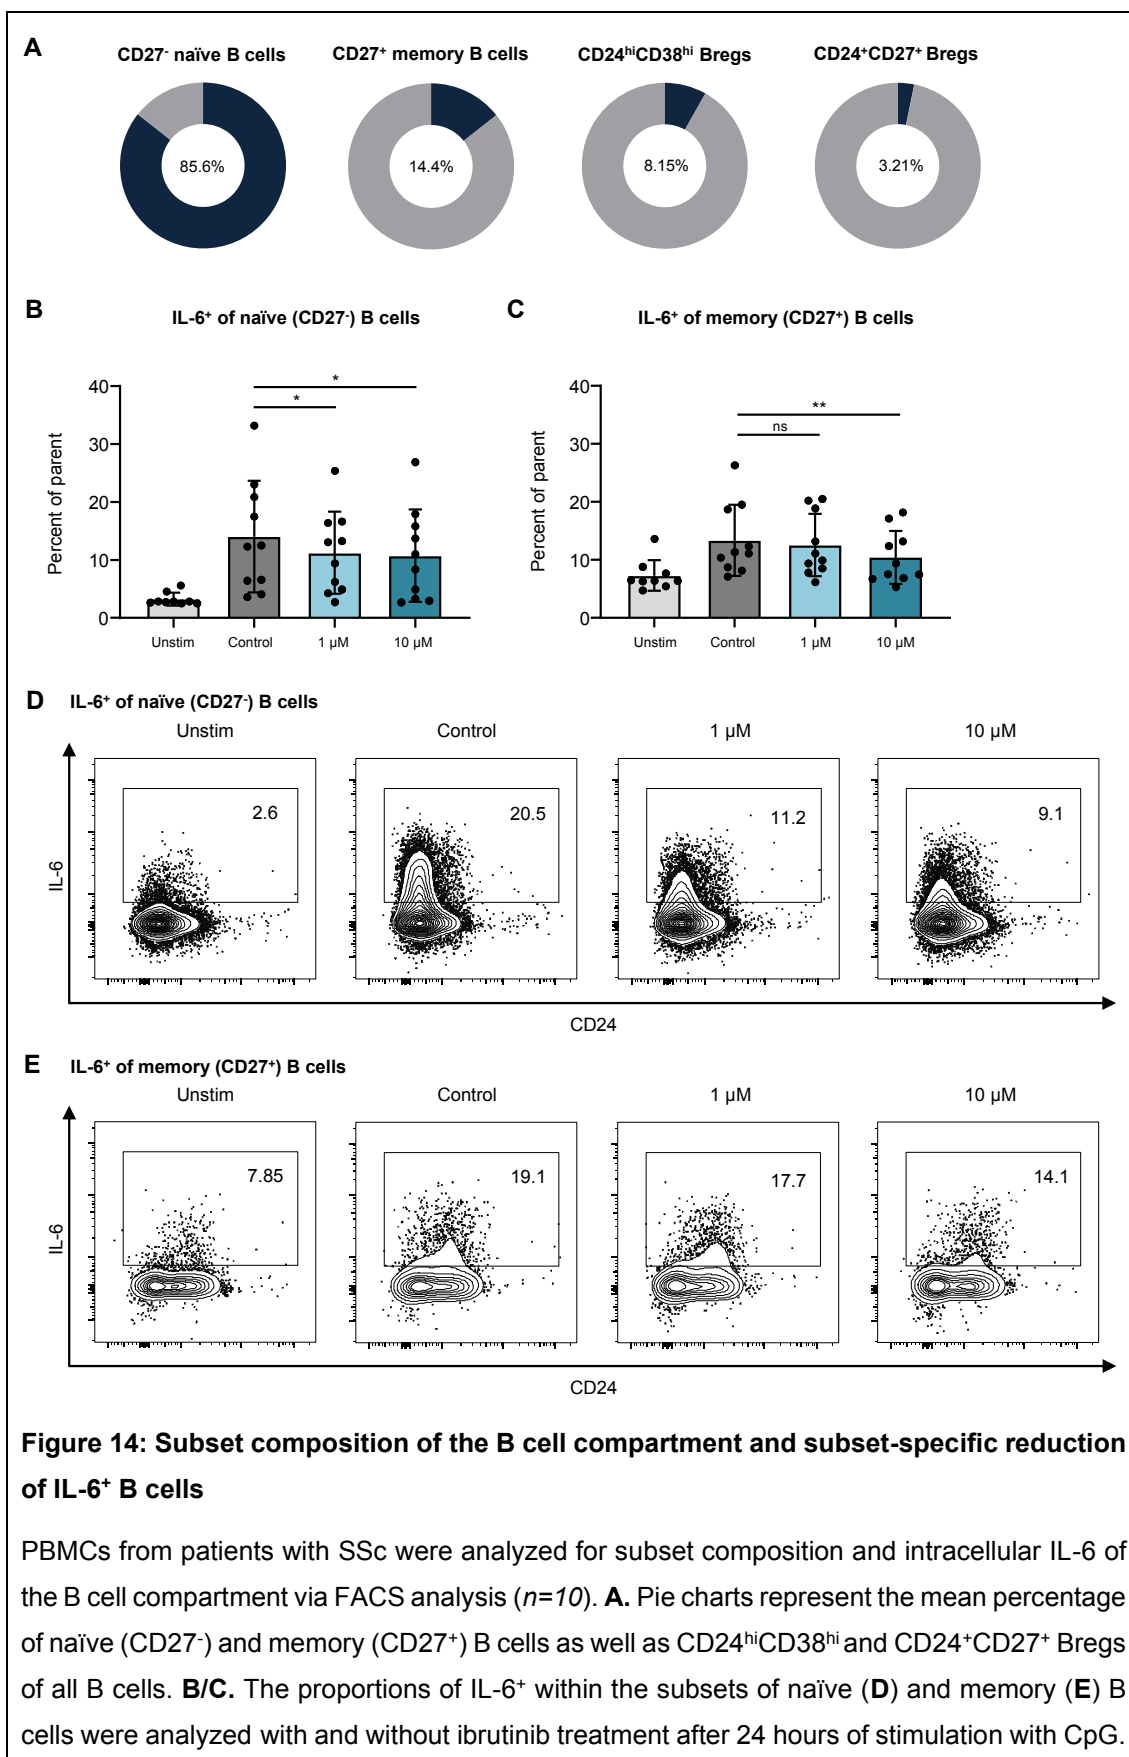 A
CD27⁻ naïve B cells CD27⁺ memory B cells CD24ʰⁱCD38ʰⁱ Bregs CD24⁺CD27⁺ Bregs
85.6% 14.4% 8.15% 3.21%
B IL-6⁺ of naïve (CD27⁻) B cells
Percent of parent
40
30
20
10
0
* 
*
Unstim Control 1 µM 10 µM
C IL-6⁺ of memory (CD27⁺) B cells
Percent of parent
40
30
20
10
0
**
ns
Unstim Control 1 µM 10 µM
D IL-6⁺ of naïve (CD27⁻) B cells
Unstim Control 1 µM 10 µM
2.6 20.5 11.2 9.1
IL-6
CD24
E IL-6⁺ of memory (CD27⁺) B cells
Unstim Control 1 µM 10 µM
7.85 19.1 17.7 14.1
IL-6
CD24
Figure 14: Subset composition of the B cell compartment and subset-specific reduction
of IL-6⁺ B cells
PBMCs from patients with SSc were analyzed for subset composition and intracellular IL-6 of
the B cell compartment via FACS analysis (n=10). A. Pie charts represent the mean percentage
of naïve (CD27⁻) and memory (CD27⁺) B cells as well as CD24ʰⁱCD38ʰⁱ and CD24⁺CD27⁺ Bregs
of all B cells. B/C. The proportions of IL-6⁺ within the subsets of naïve (D) and memory (E) B
cells were analyzed with and without ibrutinib treatment after 24 hours of stimulation with CpG.